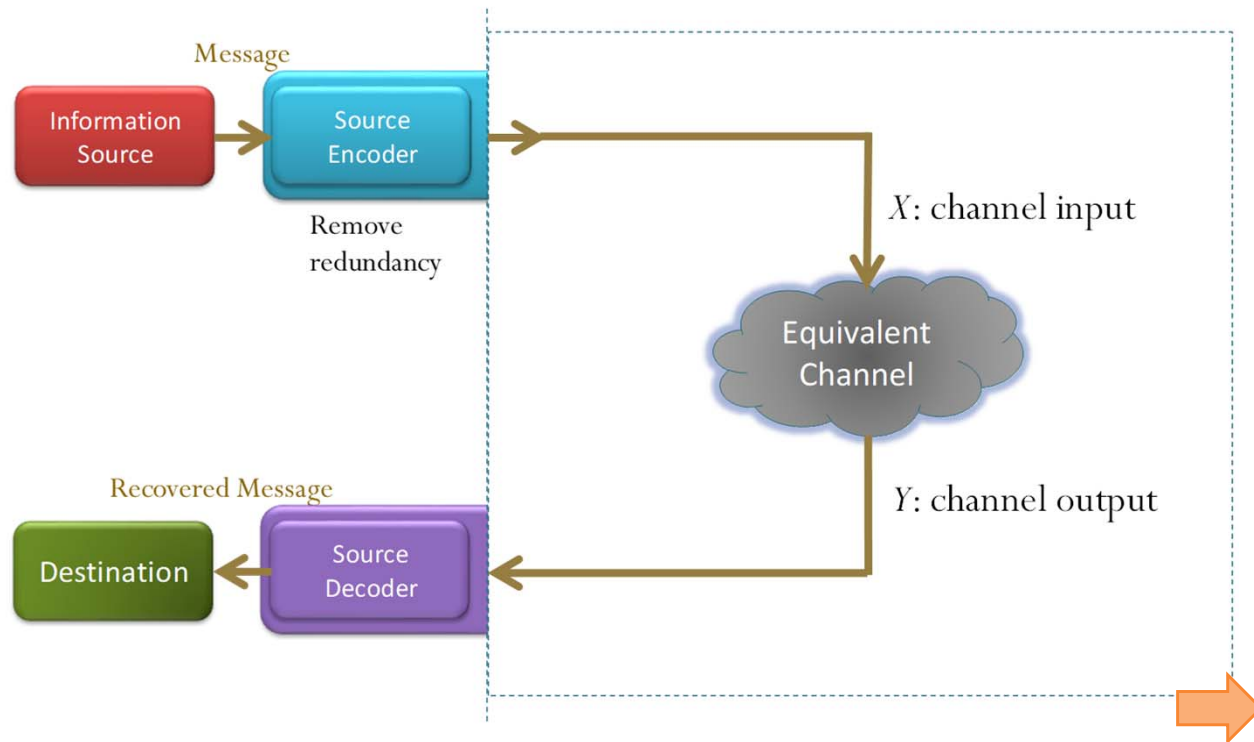 Message
Information
Source
Source
Encoder
Remove
redundancy
X: channel input
Equivalent
Channel
Y: channel output
Recovered Message
Destination
Source
Decoder